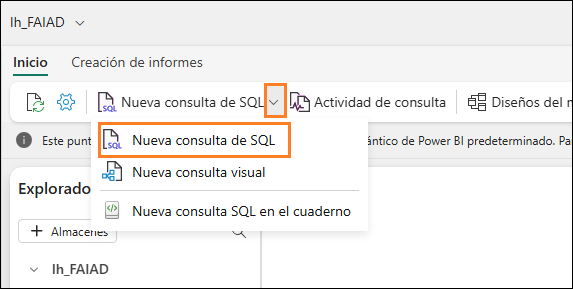 lh_FAIAD
Inicio Creación de informes
Nueva consulta de SQL Actividad de consulta Diseños del
Este punt
ántico de Power BI predeterminado.
Nueva consulta de SQL
Nueva consulta visual
Nueva consulta SQL en el cuaderno
Explorado
+ Almacenes
lh_FAIAD